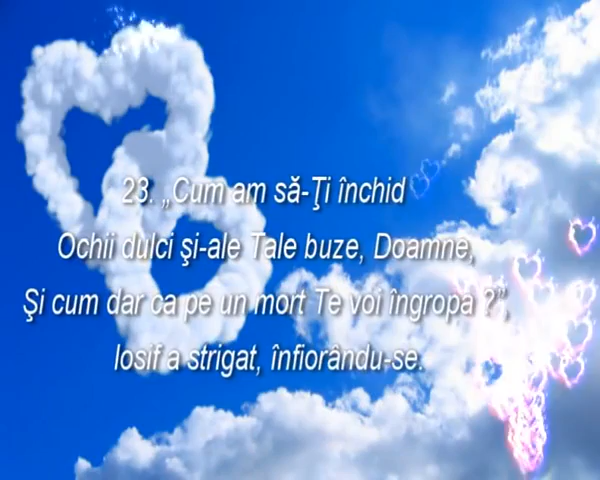 23. „Cum am să-Ţi închid
Ochii dulci şi-ale Tale buze, Doamne,
Şi cum dar ca pe un mort Te voi îngropa ?”,
Iosif a strigat, înfiorându-se.